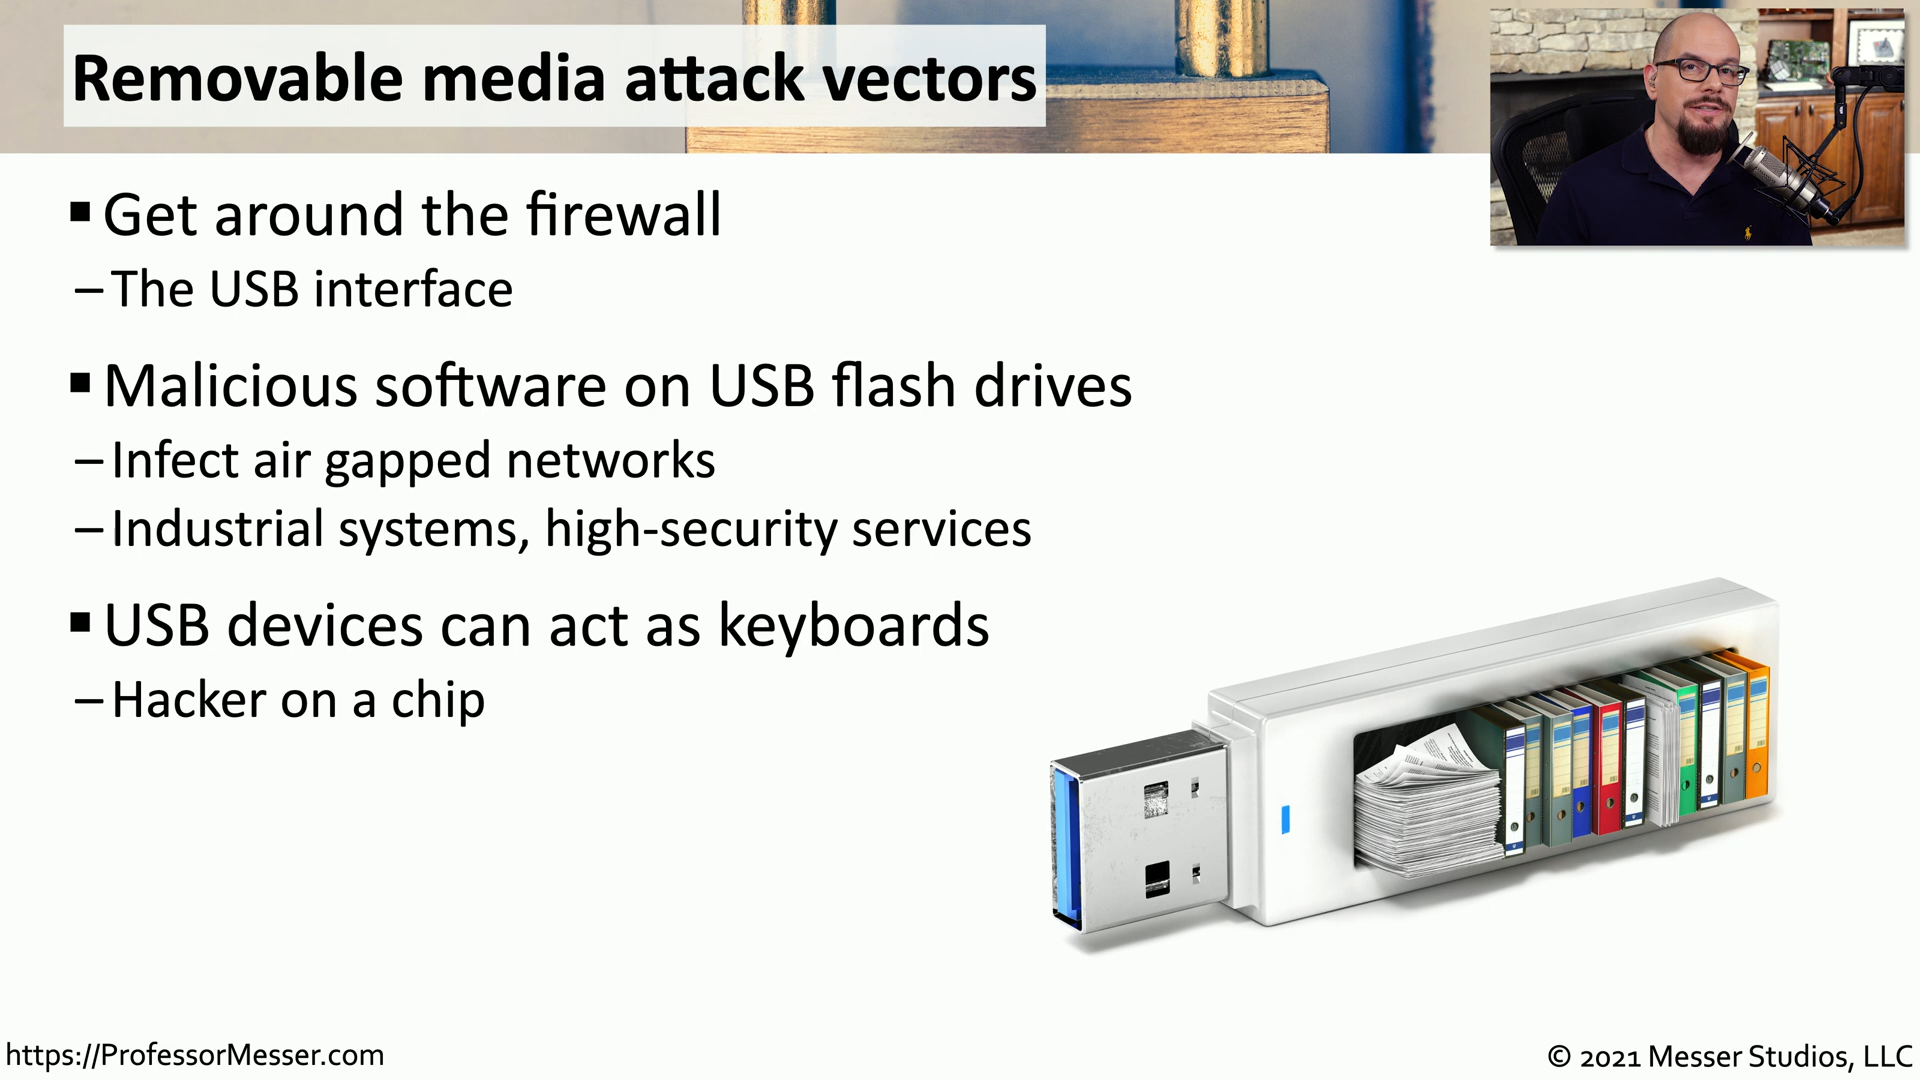 Removable media attack vectors
▪ Get around the firewall
– The USB interface
▪ Malicious software on USB flash drives
– Infect air gapped networks
– Industrial systems, high-security services
▪ USB devices can act as keyboards
– Hacker on a chip
https://ProfessorMesser.com
© 2021 Messer Studios, LLC